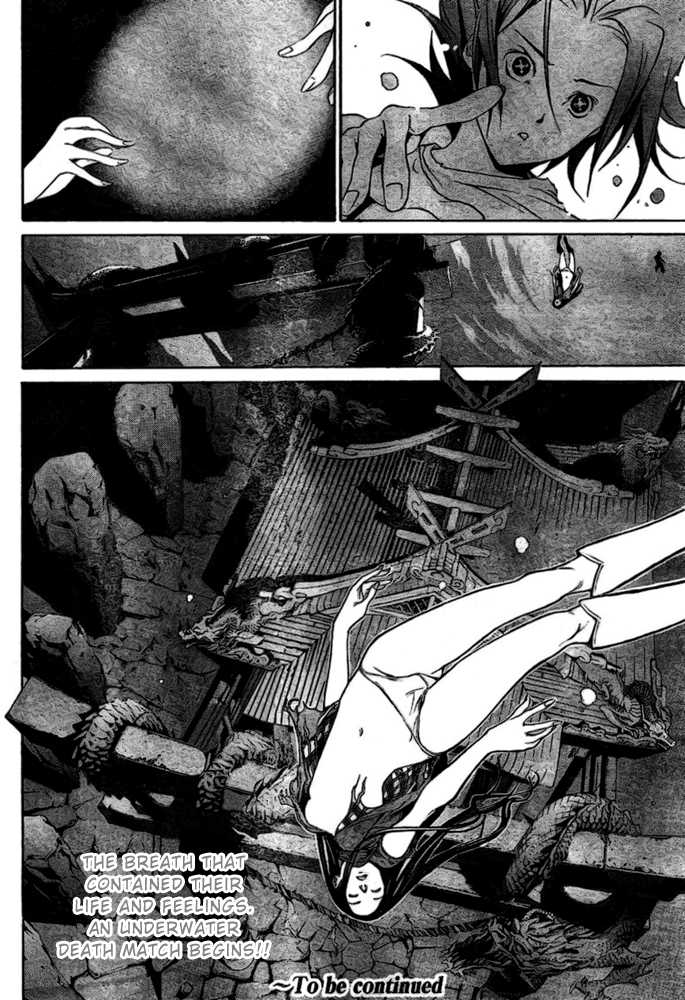 THE BREATH THAT
CONTAINED THEIR
LIFE AND FEELINGS.
AN UNDERWATER
DEATH MATCH BEGINS!!
~To be continued